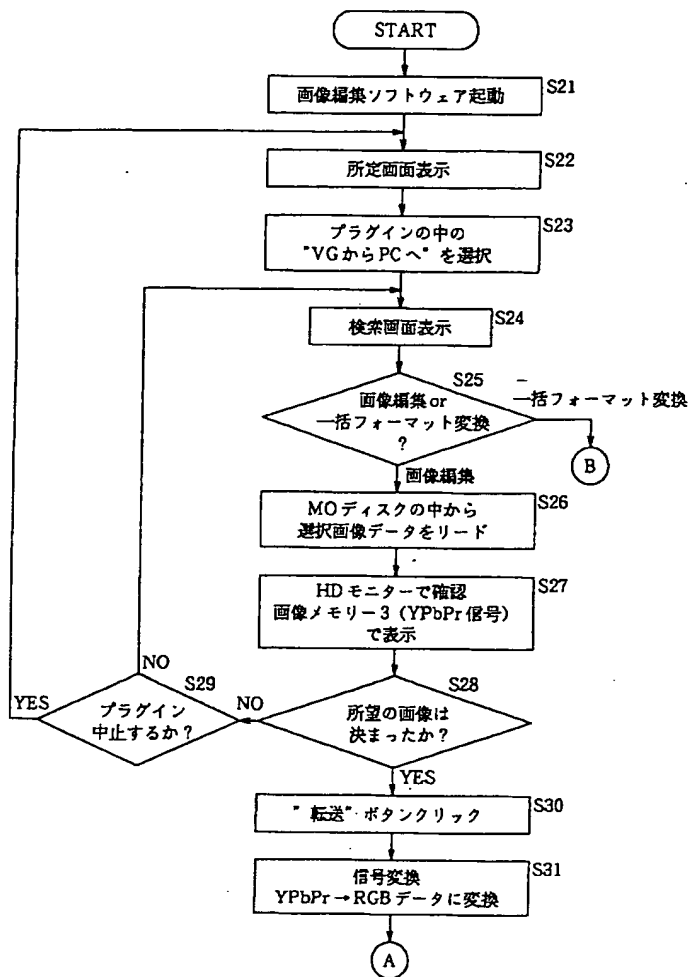 START
画像編集ソフトウェア起動
S21
所定画面表示
S22
プラグインの中の
"VGからPCへ" を選択
S23
検索画面表示
S24
S25
画像編集or
一括フォーマット変換
?
一括フォーマット変換
B
画像編集
MOディスクの中から
選択画像データをリード
S26
HDモニターで確認
画像メモリー3(YPbPr信号)
で表示
S27
S28
所望の画像は
決まったか?
NO
S29
プラグイン
中止するか?
NO
YES
YES
"転送" ボタンクリック
S30
信号変換
YPbPr→RGBデータに変換
S31
A